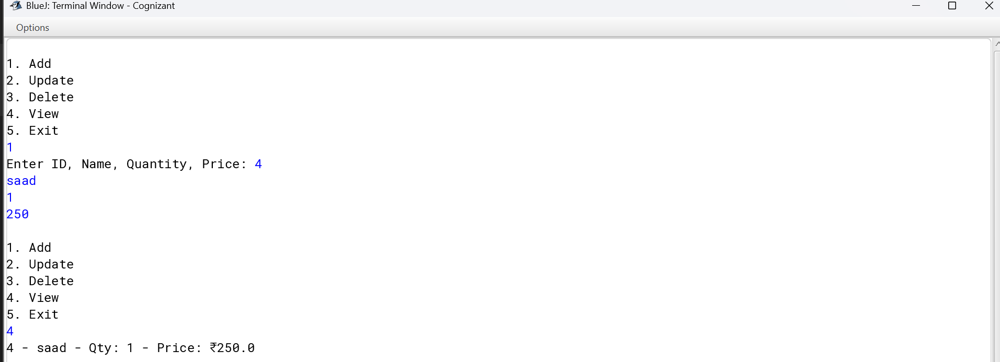 BlueJ: Terminal Window - Cognizant
Options
1. Add
2. Update
3. Delete
4. View
5. Exit
1
Enter ID, Name, Quantity, Price: 4
saad
1
250
1. Add
2. Update
3. Delete
4. View
5. Exit
4
4 - saad - Qty: 1 - Price: ₹250.0